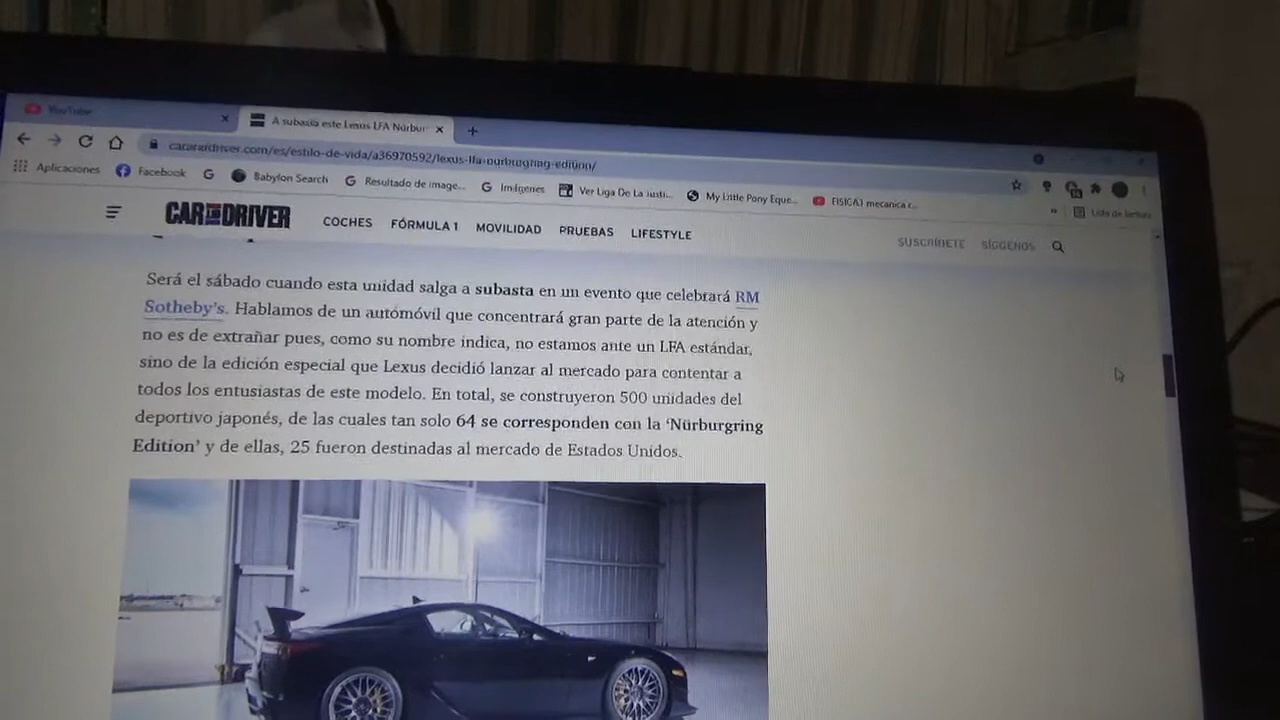 YouTube
A subasta este Lexus LFA Nürbur
caranddriver.com/es/estilo-de-vida/a36970592/lexus-lfa-nurburgring-edition/
Aplicaciones Facebook Babylon Search Resultado de image... Imágenes Ver Liga De La Justi... My Little Pony Eque... FISICA I mecanica c...
» Lista de lectura
CAR AND DRIVER COCHES FÓRMULA 1 MOVILIDAD PRUEBAS LIFESTYLE SUSCRÍBETE SÍGUENOS
Será el sábado cuando esta unidad salga a subasta en un evento que celebrará RM
Sotheby's. Hablamos de un automóvil que concentrará gran parte de la atención y
no es de extrañar pues, como su nombre indica, no estamos ante un LFA estándar,
sino de la edición especial que Lexus decidió lanzar al mercado para contentar a
todos los entusiastas de este modelo. En total, se construyeron 500 unidades del
deportivo japonés, de las cuales tan solo 64 se corresponden con la ‘Nürburgring
Edition’ y de ellas, 25 fueron destinadas al mercado de Estados Unidos.